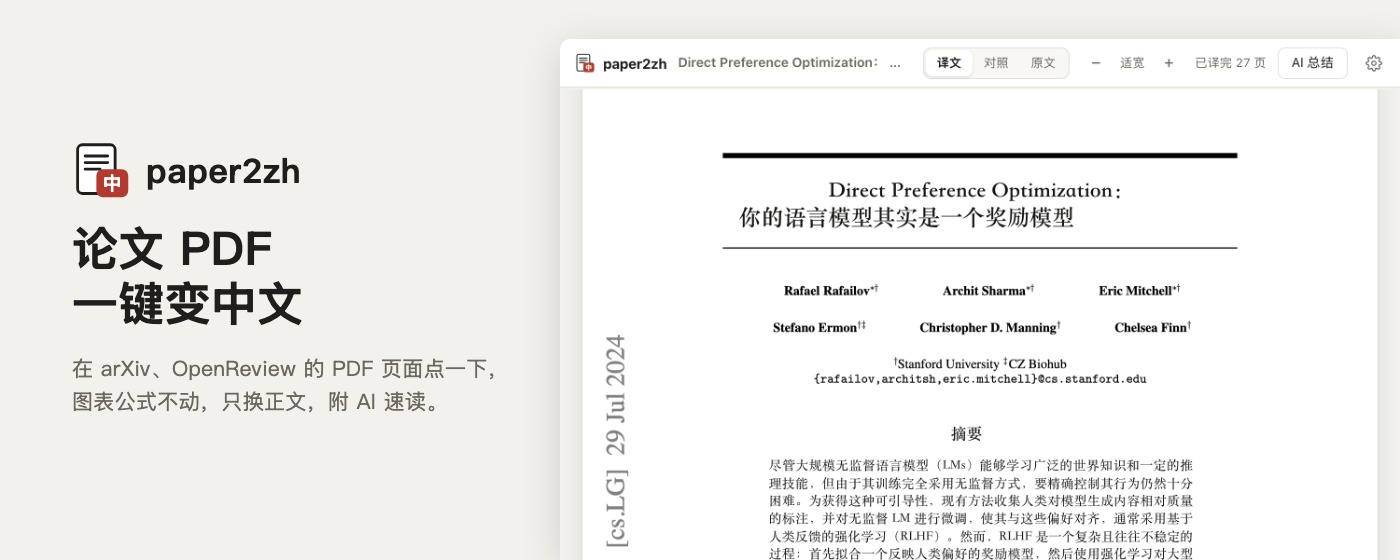 中
paper2zh
论文 PDF
一键变中文
在 arXiv、OpenReview 的 PDF 页面点一下，
图表公式不动，只换正文，附 AI 速读。
中
paper2zh Direct Preference Optimization: ... 译文 对照 原文 − 适宽 + 已译完 27 页 AI 总结
Direct Preference Optimization:
你的语言模型其实是一个奖励模型
Rafael Rafailov*† Archit Sharma*† Eric Mitchell*†
Stefano Ermon†‡ Christopher D. Manning† Chelsea Finn†
†Stanford University ‡CZ Biohub
{rafailov,architsh,eric.mitchell}@cs.stanford.edu
摘要
尽管大规模无监督语言模型（LMs）能够学习广泛的世界知识和一定的推
理技能，但由于其训练完全采用无监督方式，要精确控制其行为仍然十分
困难。为获得这种可引导性，现有方法收集人类对模型生成内容相对质量
的标注，并对无监督 LM 进行微调，使其与这些偏好对齐，通常采用基于
人类反馈的强化学习（RLHF）。然而，RLHF 是一个复杂且往往不稳定的
过程：首先拟合一个反映人类偏好的奖励模型，然后使用强化学习对大型
[cs.LG] 29 Jul 2024